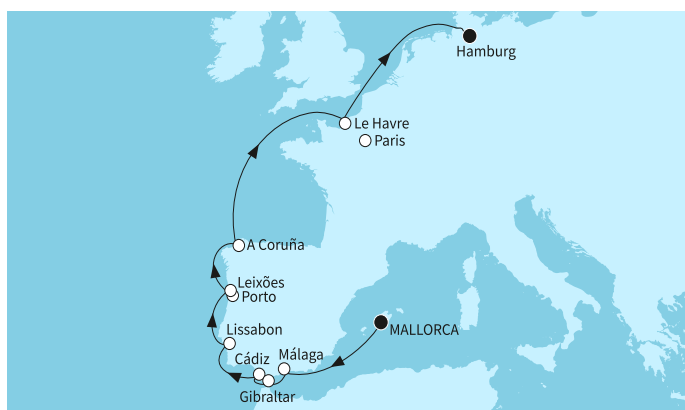 Hamburg
Le Havre
Paris
A Coruña
Leixões
Porto
Lissabon
MALLORCA
Cádiz
Málaga
Gibraltar